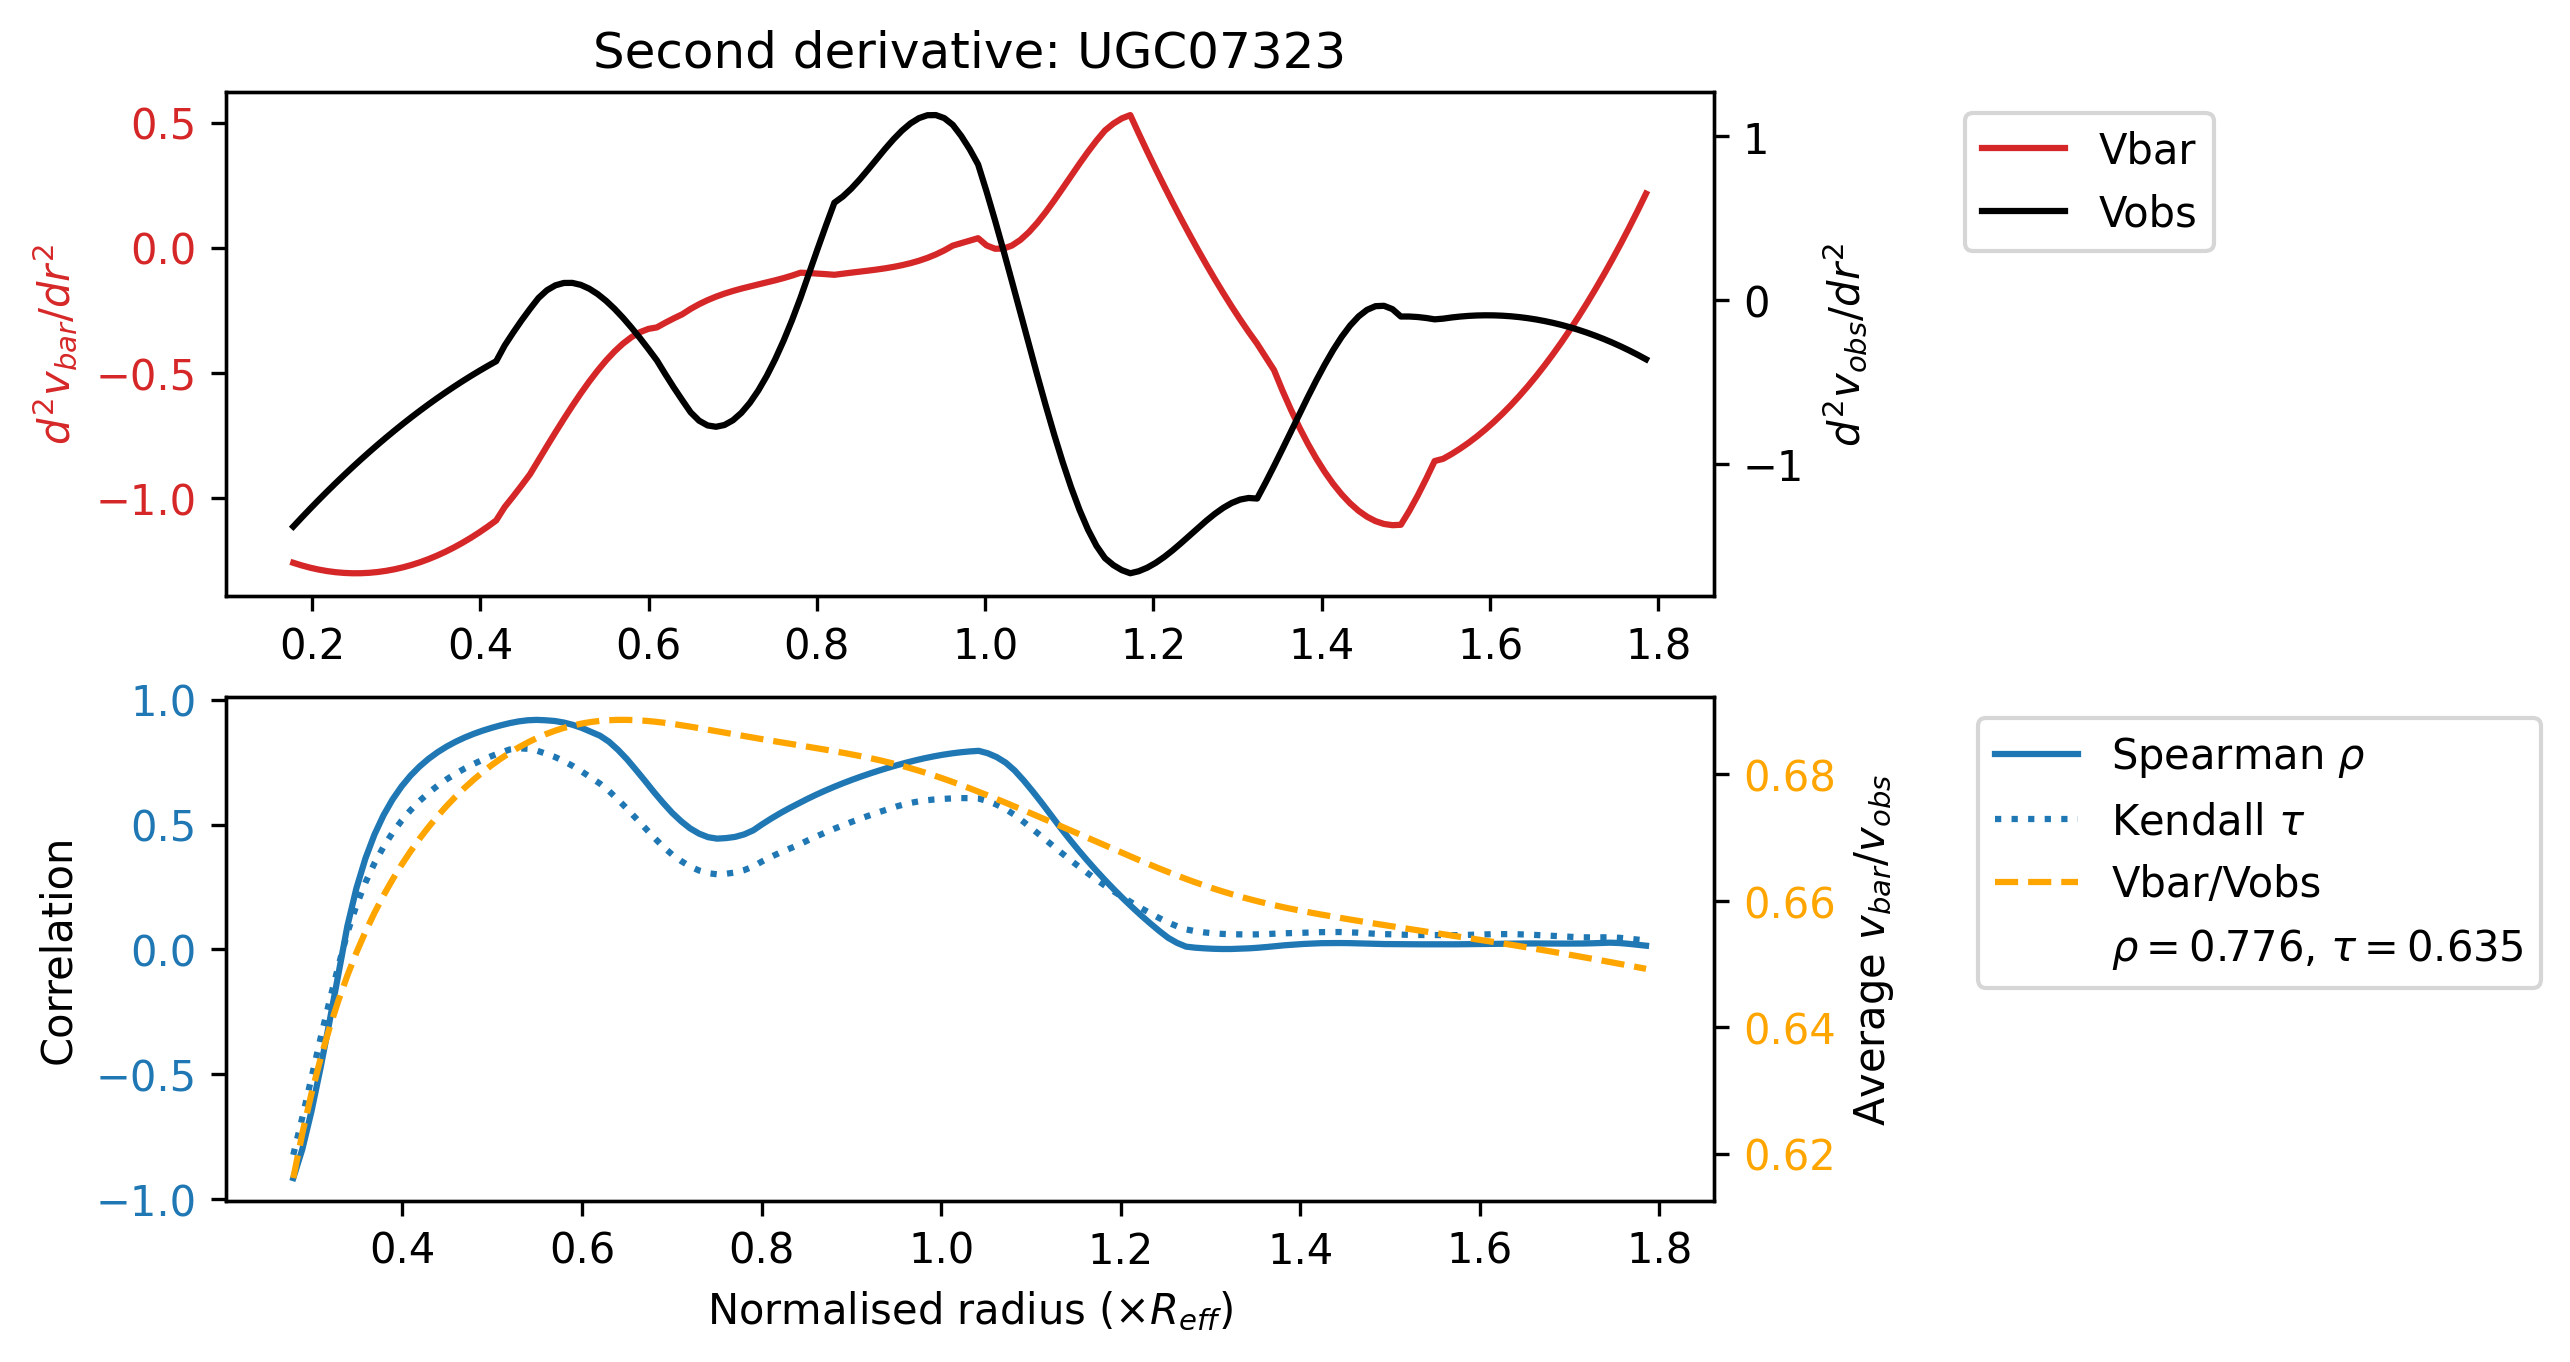 Second derivative: UGC07323
0.5
0.0
−0.5
−1.0
d²v_bar/dr²
1
0
−1
d²v_obs/dr²
0.2 0.4 0.6 0.8 1.0 1.2 1.4 1.6 1.8
Vbar
Vobs
1.0
0.5
0.0
−0.5
−1.0
Correlation
0.68
0.66
0.64
0.62
Average v_bar/v_obs
0.4 0.6 0.8 1.0 1.2 1.4 1.6 1.8
Normalised radius (×R_eff)
Spearman ρ
Kendall τ
Vbar/Vobs
ρ = 0.776, τ = 0.635